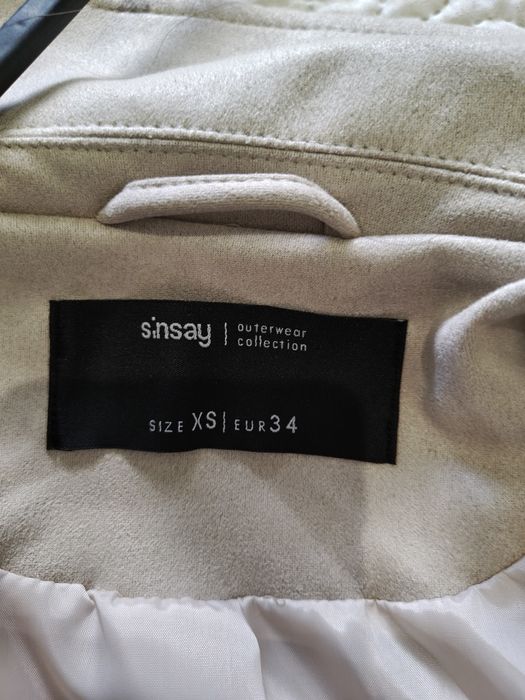 sinsay | outerwear
collection
SIZE XS | EUR 34